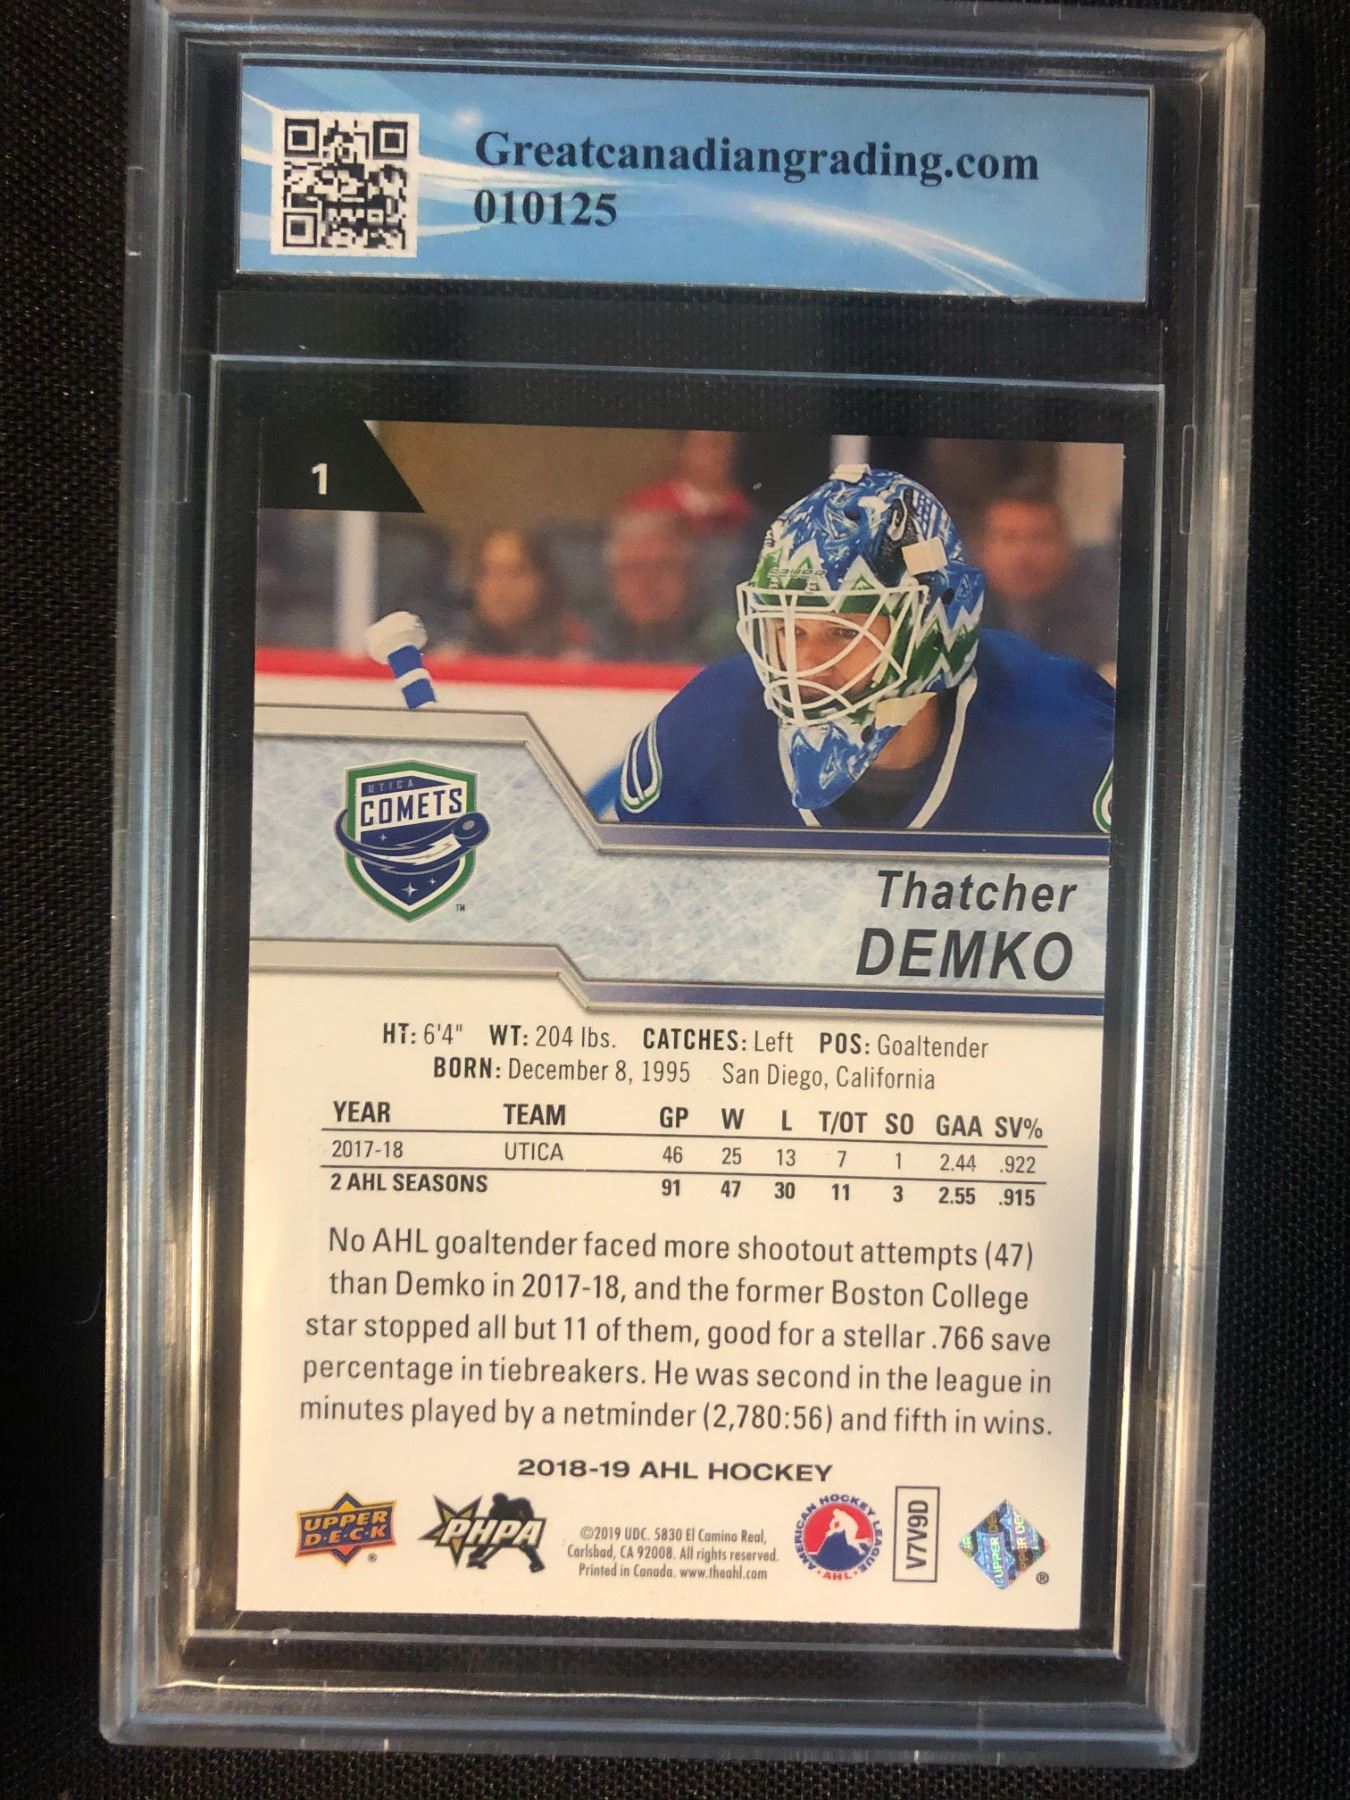 Greatcanadiangrading.com
010125
1
UTICA
COMETS
TM
Thatcher
DEMKO
HT: 6'4" WT: 204 lbs. CATCHES: Left POS: Goaltender
BORN: December 8, 1995 San Diego, California
YEAR TEAM GP W L T/OT SO GAA SV%
2017-18 UTICA 46 25 13 7 1 2.44 .922
2 AHL SEASONS 91 47 30 11 3 2.55 .915
No AHL goaltender faced more shootout attempts (47)
than Demko in 2017-18, and the former Boston College
star stopped all but 11 of them, good for a stellar .766 save
percentage in tiebreakers. He was second in the league in
minutes played by a netminder (2,780:56) and fifth in wins.
2018-19 AHL HOCKEY
UPPER
D·E·C·K
®
PHPA
©2019 UDC. 5830 El Camino Real,
Carlsbad, CA 92008. All rights reserved.
Printed in Canada. www.theahl.com
AMERICAN HOCKEY LEAGUE
·AHL·
V7V9D
UPPER DE
®